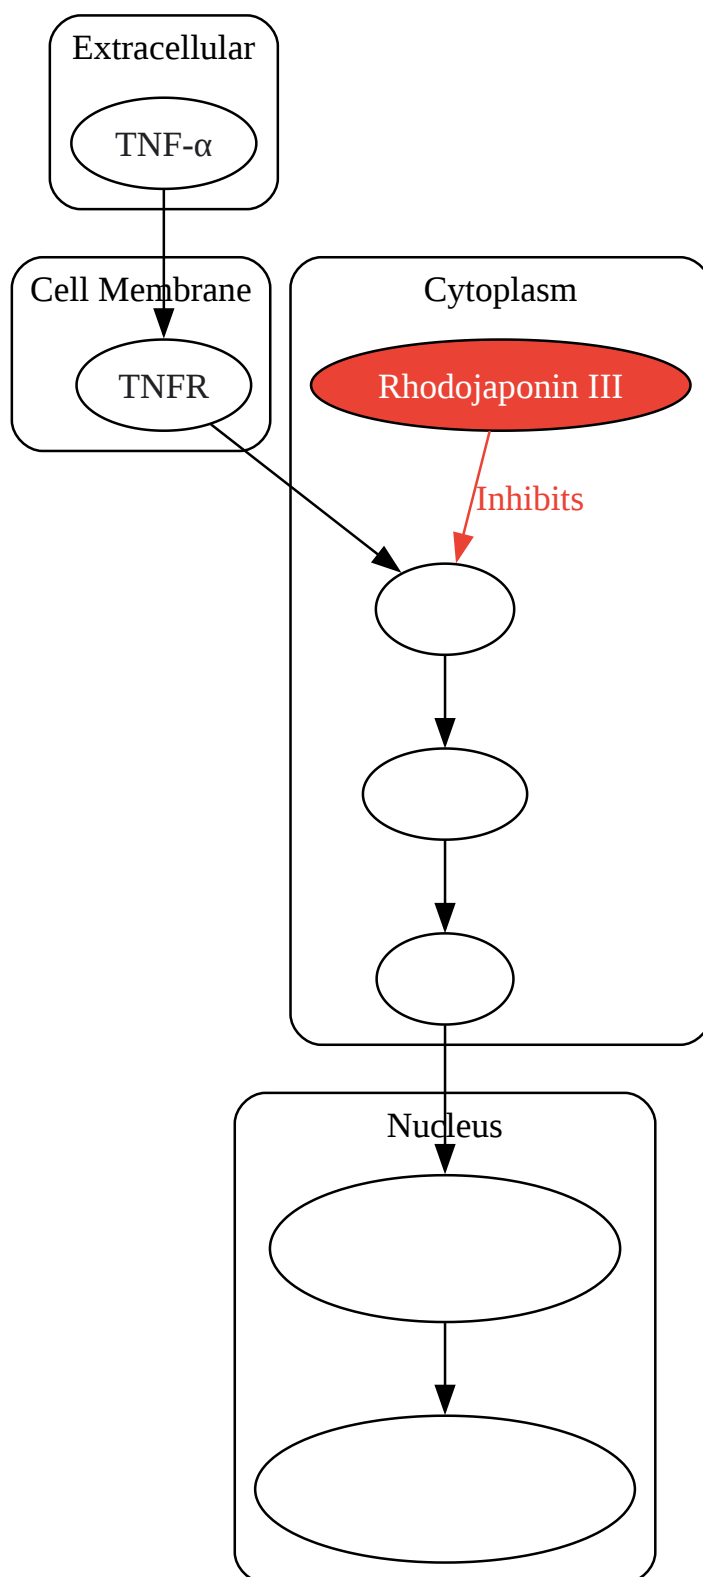 Extracellular
TNF-α
Cell Membrane
TNFR
Cytoplasm
Rhodojaponin III
Inhibits
Nucleus